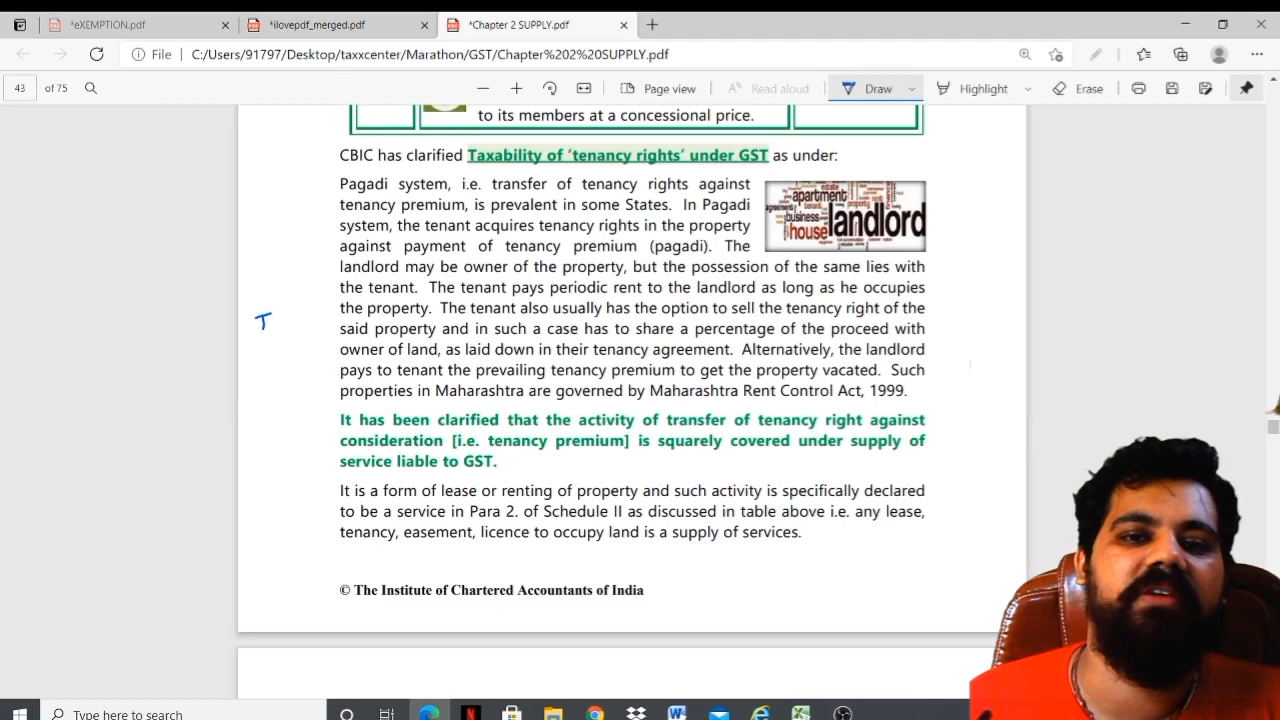 *eXEMPTION.pdf
*ilovepdf_merged.pdf
*Chapter 2 SUPPLY.pdf
File
C:/Users/91797/Desktop/taxxcenter/Marathon/GST/Chapter%202%20SUPPLY.pdf
43 of 75
Page view
Read aloud
Draw
Highlight
Erase
to its members at a concessional price.
CBIC has clarified Taxability of ‘tenancy rights’ under GST as under:
Pagadi system, i.e. transfer of tenancy rights against
tenancy premium, is prevalent in some States. In Pagadi
system, the tenant acquires tenancy rights in the property
against payment of tenancy premium (pagadi). The
landlord may be owner of the property, but the possession of the same lies with
the tenant. The tenant pays periodic rent to the landlord as long as he occupies
the property. The tenant also usually has the option to sell the tenancy right of the
said property and in such a case has to share a percentage of the proceed with
owner of land, as laid down in their tenancy agreement. Alternatively, the landlord
pays to tenant the prevailing tenancy premium to get the property vacated. Such
properties in Maharashtra are governed by Maharashtra Rent Control Act, 1999.
estate
apartment
agreement
tenant
property
business
house
landlord
T
It has been clarified that the activity of transfer of tenancy right against
consideration [i.e. tenancy premium] is squarely covered under supply of
service liable to GST.
It is a form of lease or renting of property and such activity is specifically declared
to be a service in Para 2. of Schedule II as discussed in table above i.e. any lease,
tenancy, easement, licence to occupy land is a supply of services.
© The Institute of Chartered Accountants of India
Type here to search